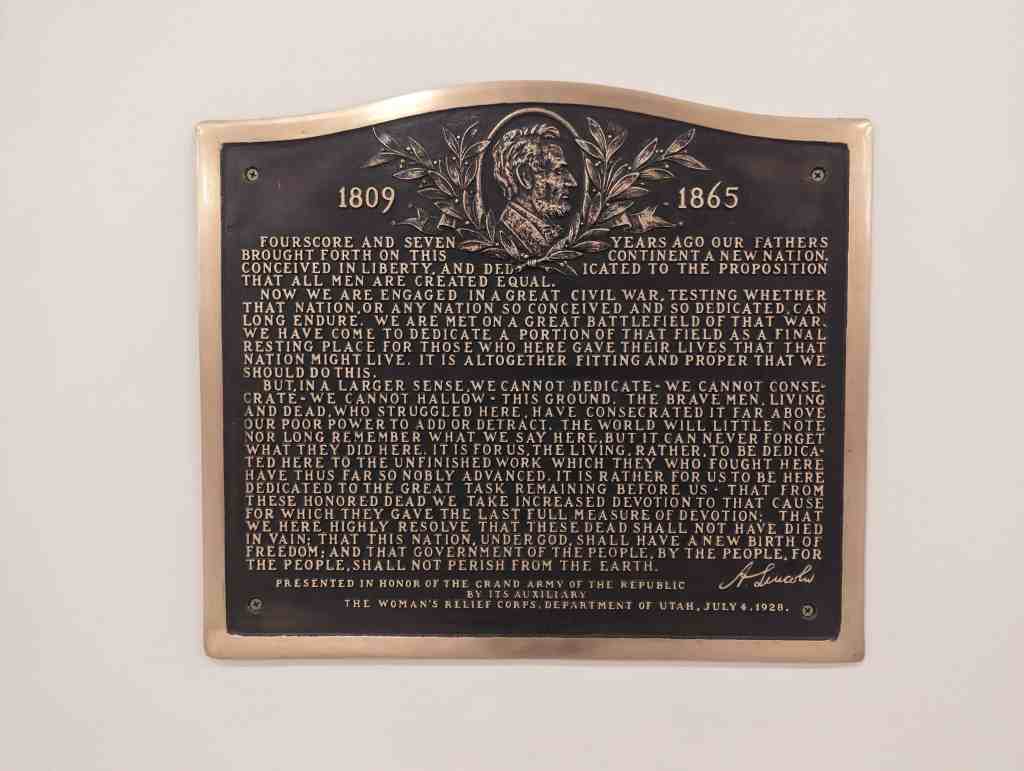 1809 1865
FOURSCORE AND SEVEN YEARS AGO OUR FATHERS
BROUGHT FORTH ON THIS CONTINENT A NEW NATION,
CONCEIVED IN LIBERTY, AND DEDICATED TO THE PROPOSITION
THAT ALL MEN ARE CREATED EQUAL.
NOW WE ARE ENGAGED IN A GREAT CIVIL WAR, TESTING WHETHER
THAT NATION, OR ANY NATION SO CONCEIVED AND SO DEDICATED, CAN
LONG ENDURE. WE ARE MET ON A GREAT BATTLEFIELD OF THAT WAR.
WE HAVE COME TO DEDICATE A PORTION OF THAT FIELD AS A FINAL
RESTING PLACE FOR THOSE WHO HERE GAVE THEIR LIVES THAT THAT
NATION MIGHT LIVE. IT IS ALTOGETHER FITTING AND PROPER THAT WE
SHOULD DO THIS.
BUT, IN A LARGER SENSE, WE CANNOT DEDICATE - WE CANNOT CONSE-
CRATE - WE CANNOT HALLOW - THIS GROUND. THE BRAVE MEN, LIVING
AND DEAD, WHO STRUGGLED HERE, HAVE CONSECRATED IT FAR ABOVE
OUR POOR POWER TO ADD OR DETRACT. THE WORLD WILL LITTLE NOTE
NOR LONG REMEMBER WHAT WE SAY HERE, BUT IT CAN NEVER FORGET
WHAT THEY DID HERE. IT IS FOR US, THE LIVING, RATHER, TO BE DEDICA-
TED HERE TO THE UNFINISHED WORK WHICH THEY WHO FOUGHT HERE
HAVE THUS FAR SO NOBLY ADVANCED. IT IS RATHER FOR US TO BE HERE
DEDICATED TO THE GREAT TASK REMAINING BEFORE US - THAT FROM
THESE HONORED DEAD WE TAKE INCREASED DEVOTION TO THAT CAUSE
FOR WHICH THEY GAVE THE LAST FULL MEASURE OF DEVOTION; THAT
WE HERE HIGHLY RESOLVE THAT THESE DEAD SHALL NOT HAVE DIED
IN VAIN; THAT THIS NATION, UNDER GOD, SHALL HAVE A NEW BIRTH OF
FREEDOM; AND THAT GOVERNMENT OF THE PEOPLE, BY THE PEOPLE, FOR
THE PEOPLE, SHALL NOT PERISH FROM THE EARTH.
A. Lincoln
PRESENTED IN HONOR OF THE GRAND ARMY OF THE REPUBLIC
BY ITS AUXILIARY
THE WOMAN'S RELIEF CORPS, DEPARTMENT OF UTAH, JULY 4, 1928.